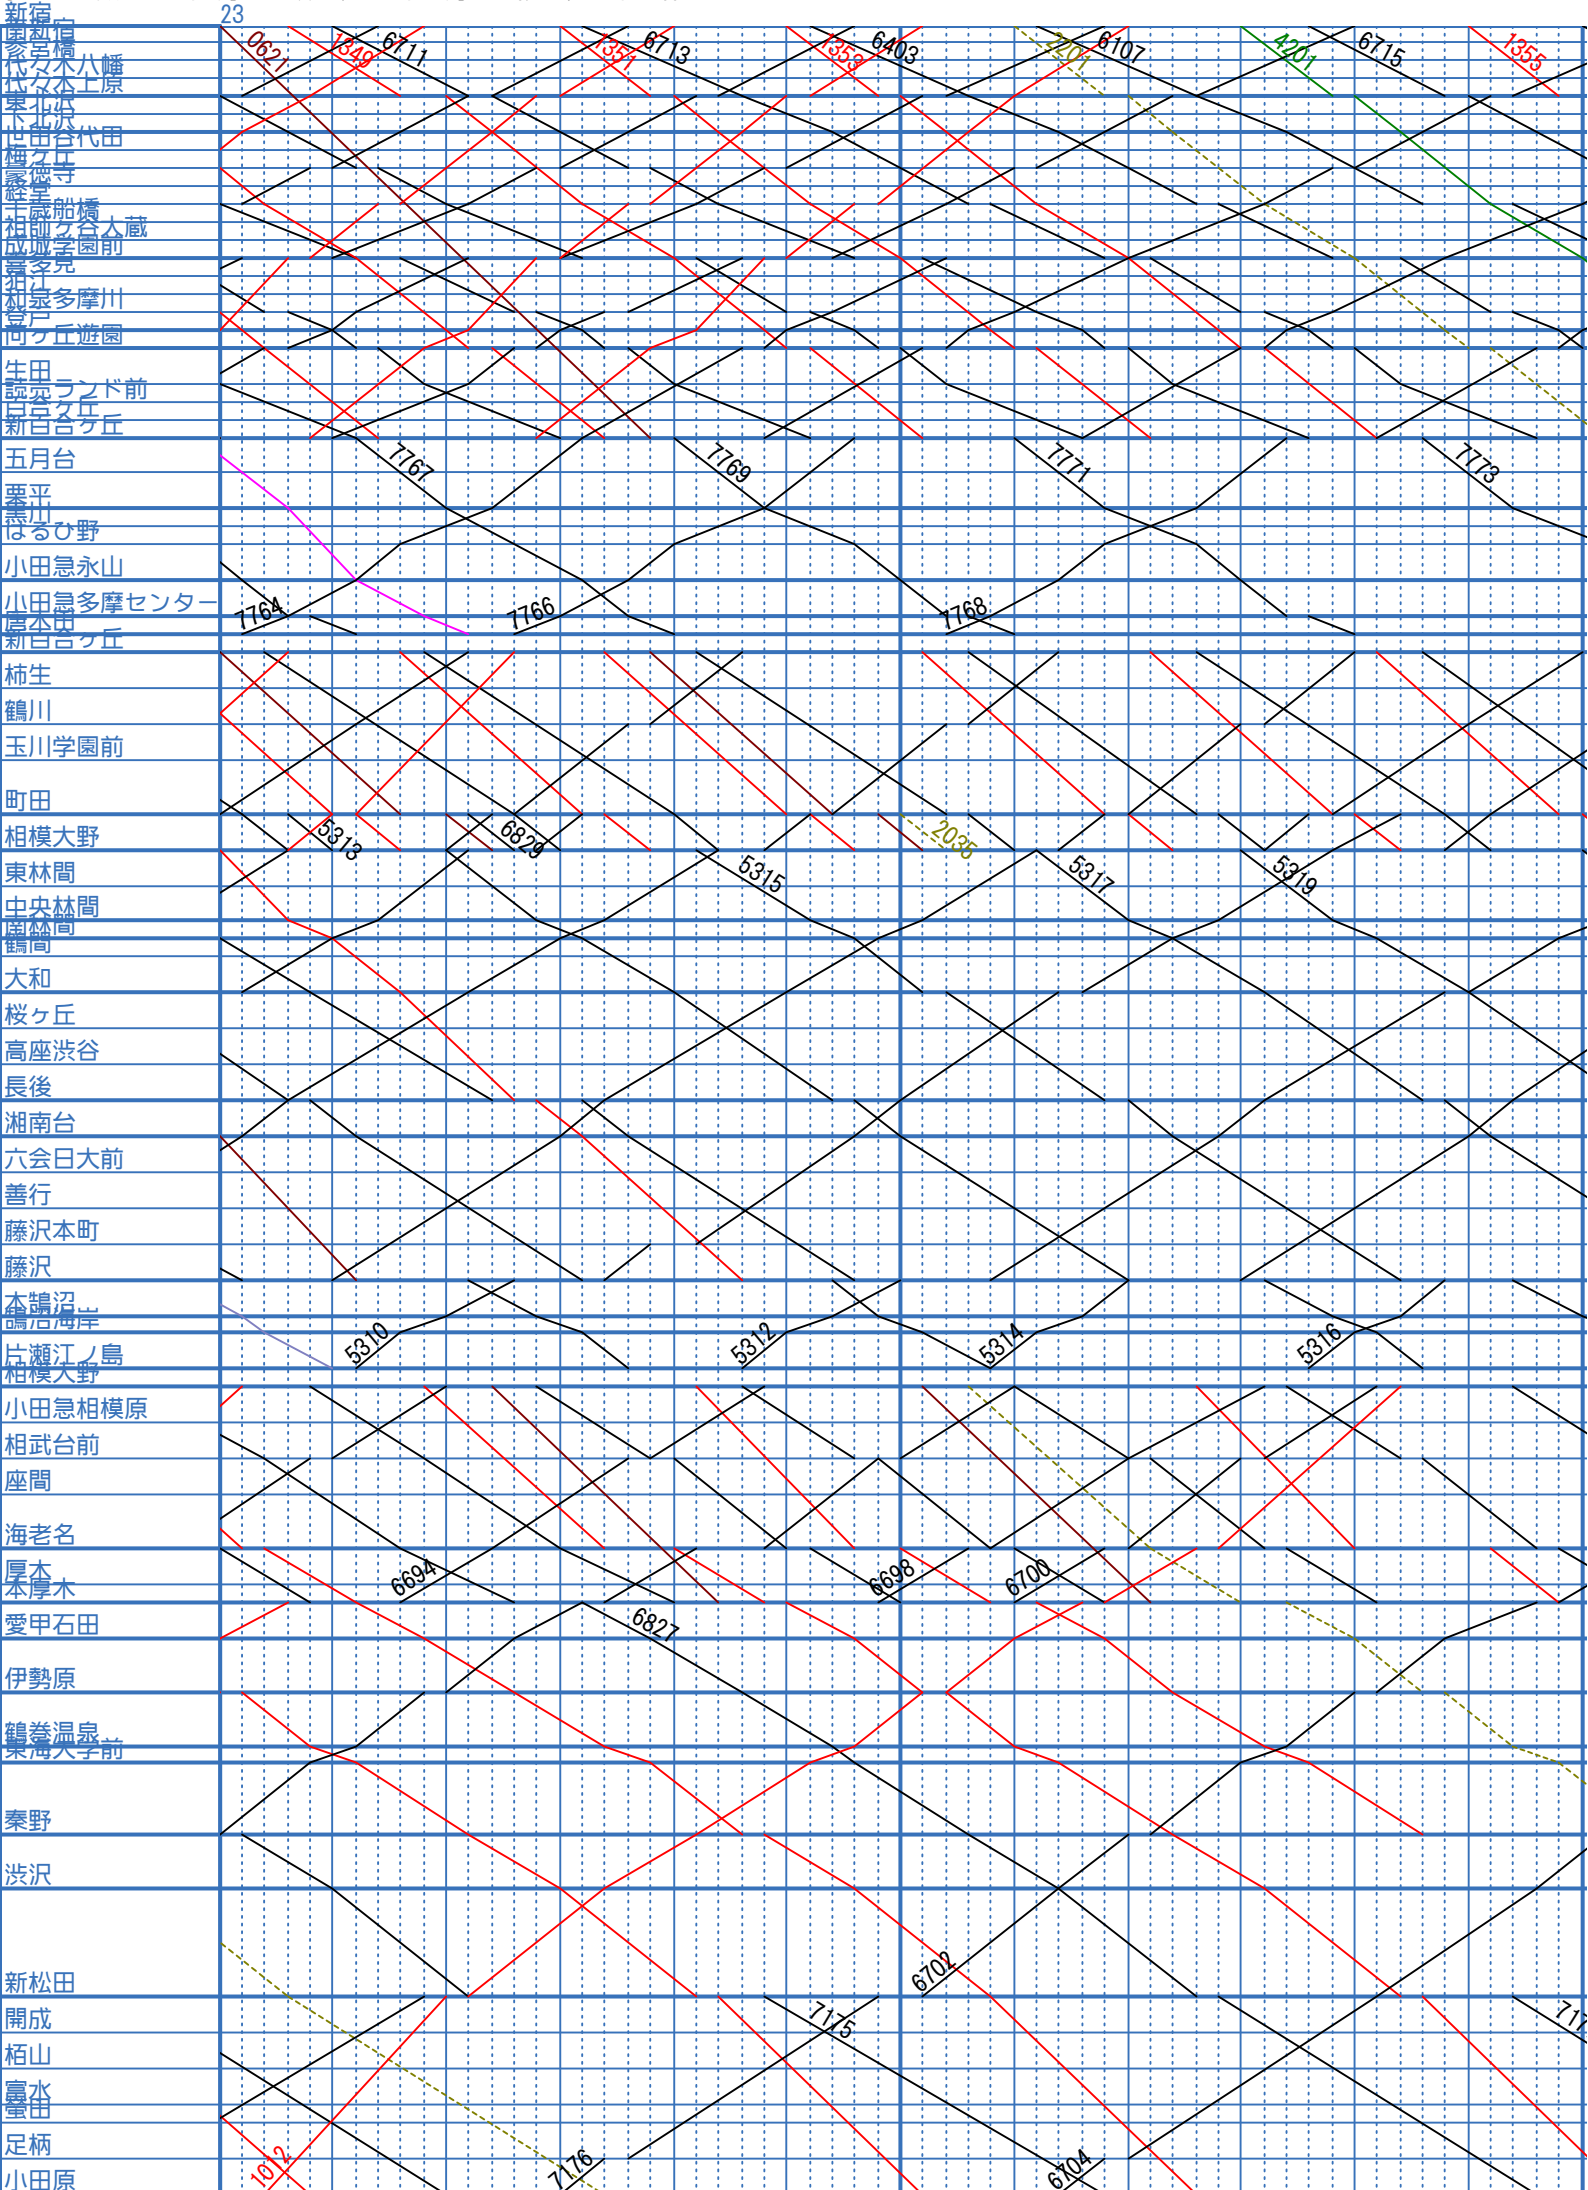 新宿
23
南新宿
参宮橋
代々木八幡
代々木上原
東北沢
下北沢
世田谷代田
梅ヶ丘
豪徳寺
経堂
千歳船橋
祖師ヶ谷大蔵
成城学園前
喜多見
狛江
和泉多摩川
登戸
向ヶ丘遊園
生田
読売ランド前
百合ヶ丘
新百合ヶ丘
五月台
栗平
黒川
はるひ野
小田急永山
小田急多摩センター
唐木田
新百合ヶ丘
柿生
鶴川
玉川学園前
町田
相模大野
東林間
中央林間
南林間
鶴間
大和
桜ヶ丘
高座渋谷
長後
湘南台
六会日大前
善行
藤沢本町
藤沢
本鵠沼
鵠沼海岸
片瀬江ノ島
相模大野
小田急相模原
相武台前
座間
海老名
厚木
本厚木
愛甲石田
伊勢原
鶴巻温泉
東海大学前
秦野
渋沢
新松田
開成
栢山
富水
螢田
足柄
小田原
0621
1349
6711
1351
6713
1353
6403
2201
6107
4201
6715
1355
7767
7769
7771
7773
7764
7766
7768
5313
6829
2035
5315
5317
5319
5310
5312
5314
5316
6694
6698
6700
6827
6702
7175
717
1012
7176
6704